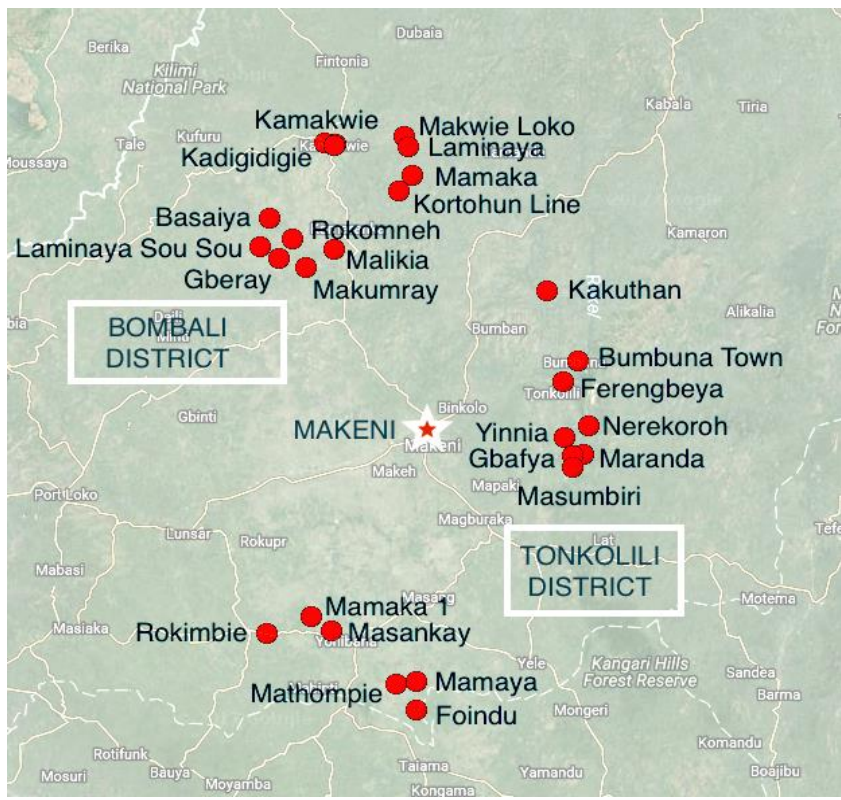 Dubaia
Berika
Fintonia
Kilimi
National Park
Kabala
Tiria
Kamakwie
Makwie Loko
Tale
Kufuru
Laminaya
Moussaya
Kadigidigie
Mamaka
Kortohun Line
Basaiya
Rokomneh
Kamaron
Laminaya Sou Sou
Malikia
Gberay
Makumray
Kakuthan
Alikalia
BOMBALI
DISTRICT
Bumban
Bumbuna Town
Tonkolili
Ferengbeya
Binkolo
Gbinti
MAKENI
Makeni
Nerekoroh
Yinnia
Gbafya
Maranda
Makeh
Mapaki
Masumbiri
Port Loko
Magburaka
Lunsar
Rokupr
Lat
TONKOLILI
DISTRICT
Mabasi
Masang
Motema
Mamaka 1
Masiaka
Rokimbie
Masankay
Yonibana
Yele
Kangari Hills
Forest Reserve
Sandea
Mathompie
Mamaya
Barma
Foindu
Mongeri
Rotifunk
Komandu
Bauya
Taiama
Yamandu
Boajibu
Mosuri
Moyamba
Kongama